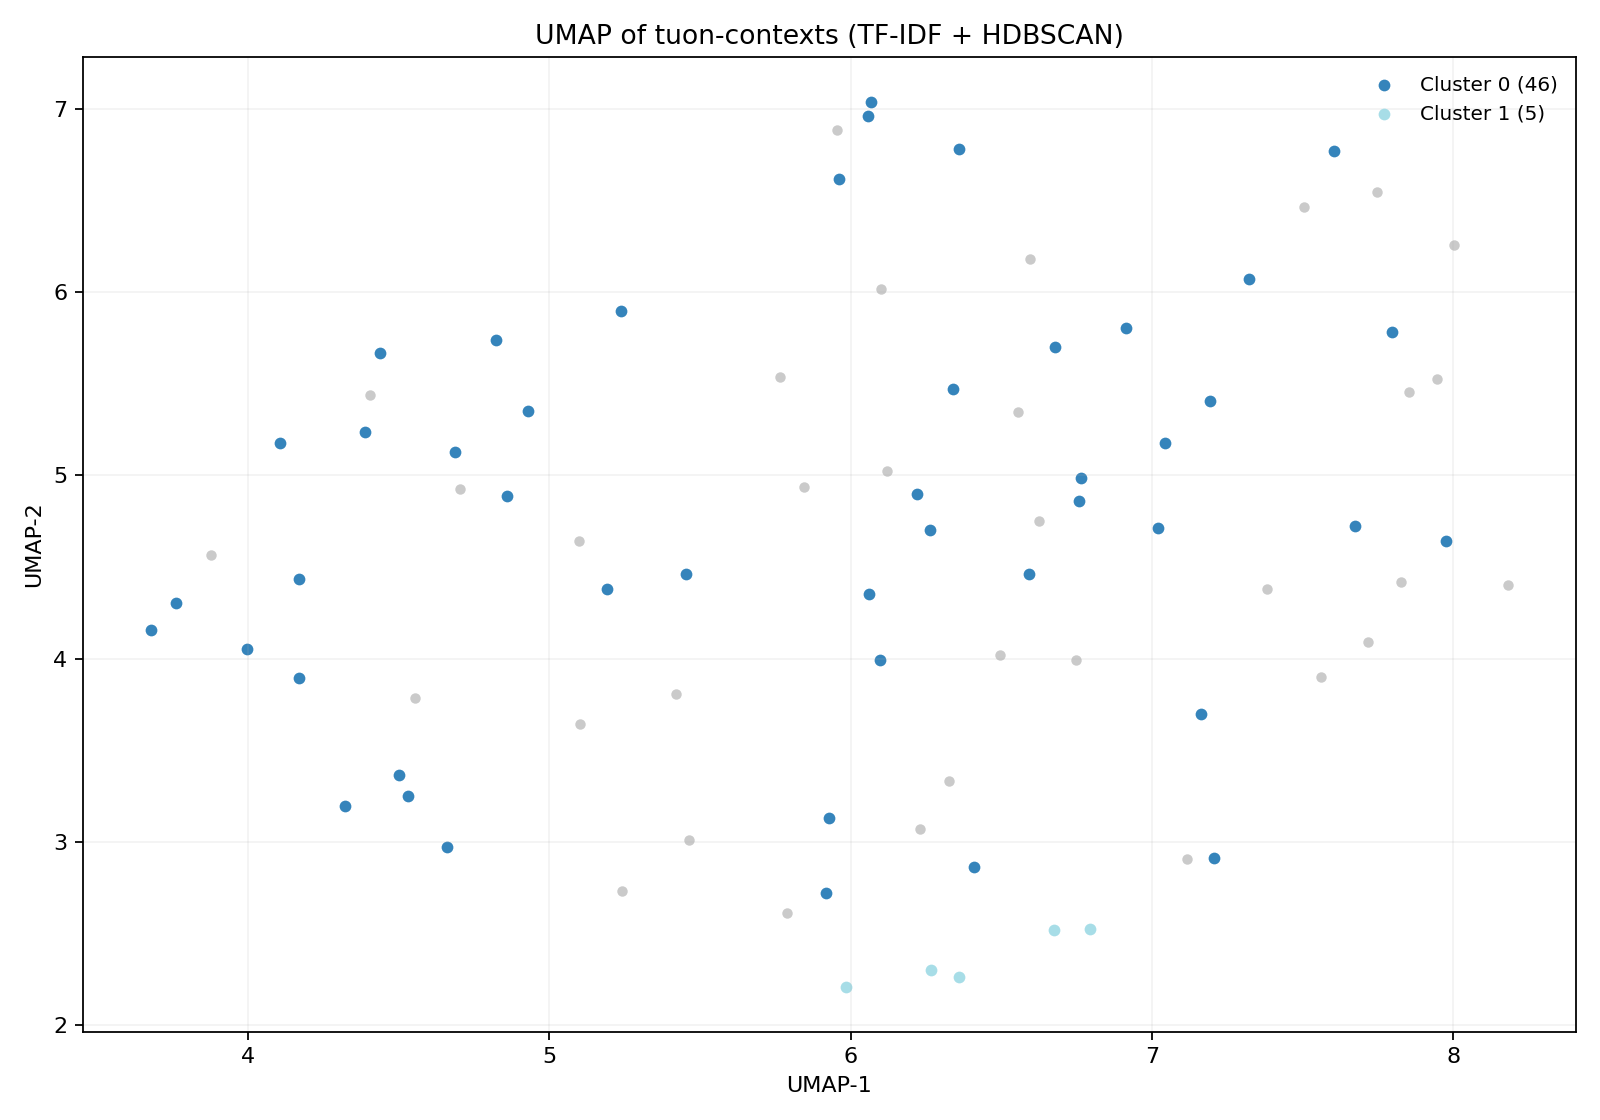 UMAP of tuon-contexts (TF-IDF + HDBSCAN)
Cluster 0 (46)
Cluster 1 (5)
7
6
5
4
3
2
UMAP-2
4
5
6
7
8
UMAP-1